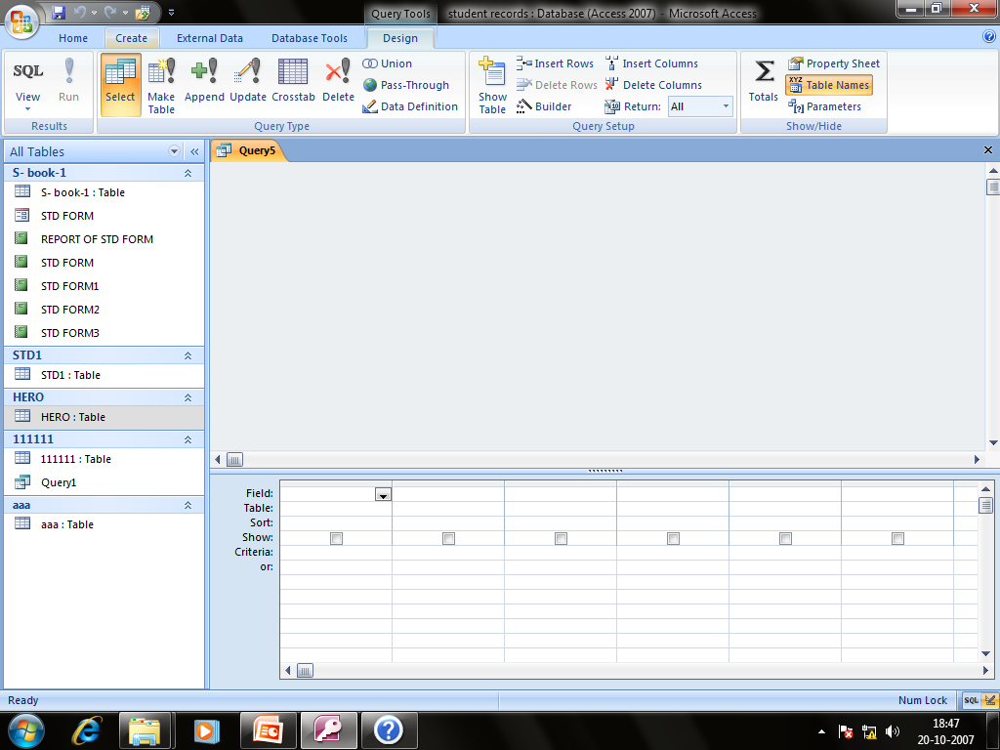 Query Tools student records : Database (Access 2007) - Microsoft Access
Home Create External Data Database Tools Design
SQL View Run
Results
Select Make Table Append Update Crosstab Delete
Union
Pass-Through
Data Definition
Query Type
Show Table
Insert Rows
Delete Rows
Builder
Insert Columns
Delete Columns
Return: All
Query Setup
Σ Totals
Property Sheet
XYZ Table Names
[?] Parameters
Show/Hide
All Tables «
S- book-1
S- book-1 : Table
STD FORM
REPORT OF STD FORM
STD FORM
STD FORM1
STD FORM2
STD FORM3
STD1
STD1 : Table
HERO
HERO : Table
111111
111111 : Table
Query1
aaa
aaa : Table
Query5
Field:
Table:
Sort:
Show:
Criteria:
or:
Ready Num Lock SQL
18:47
20-10-2007